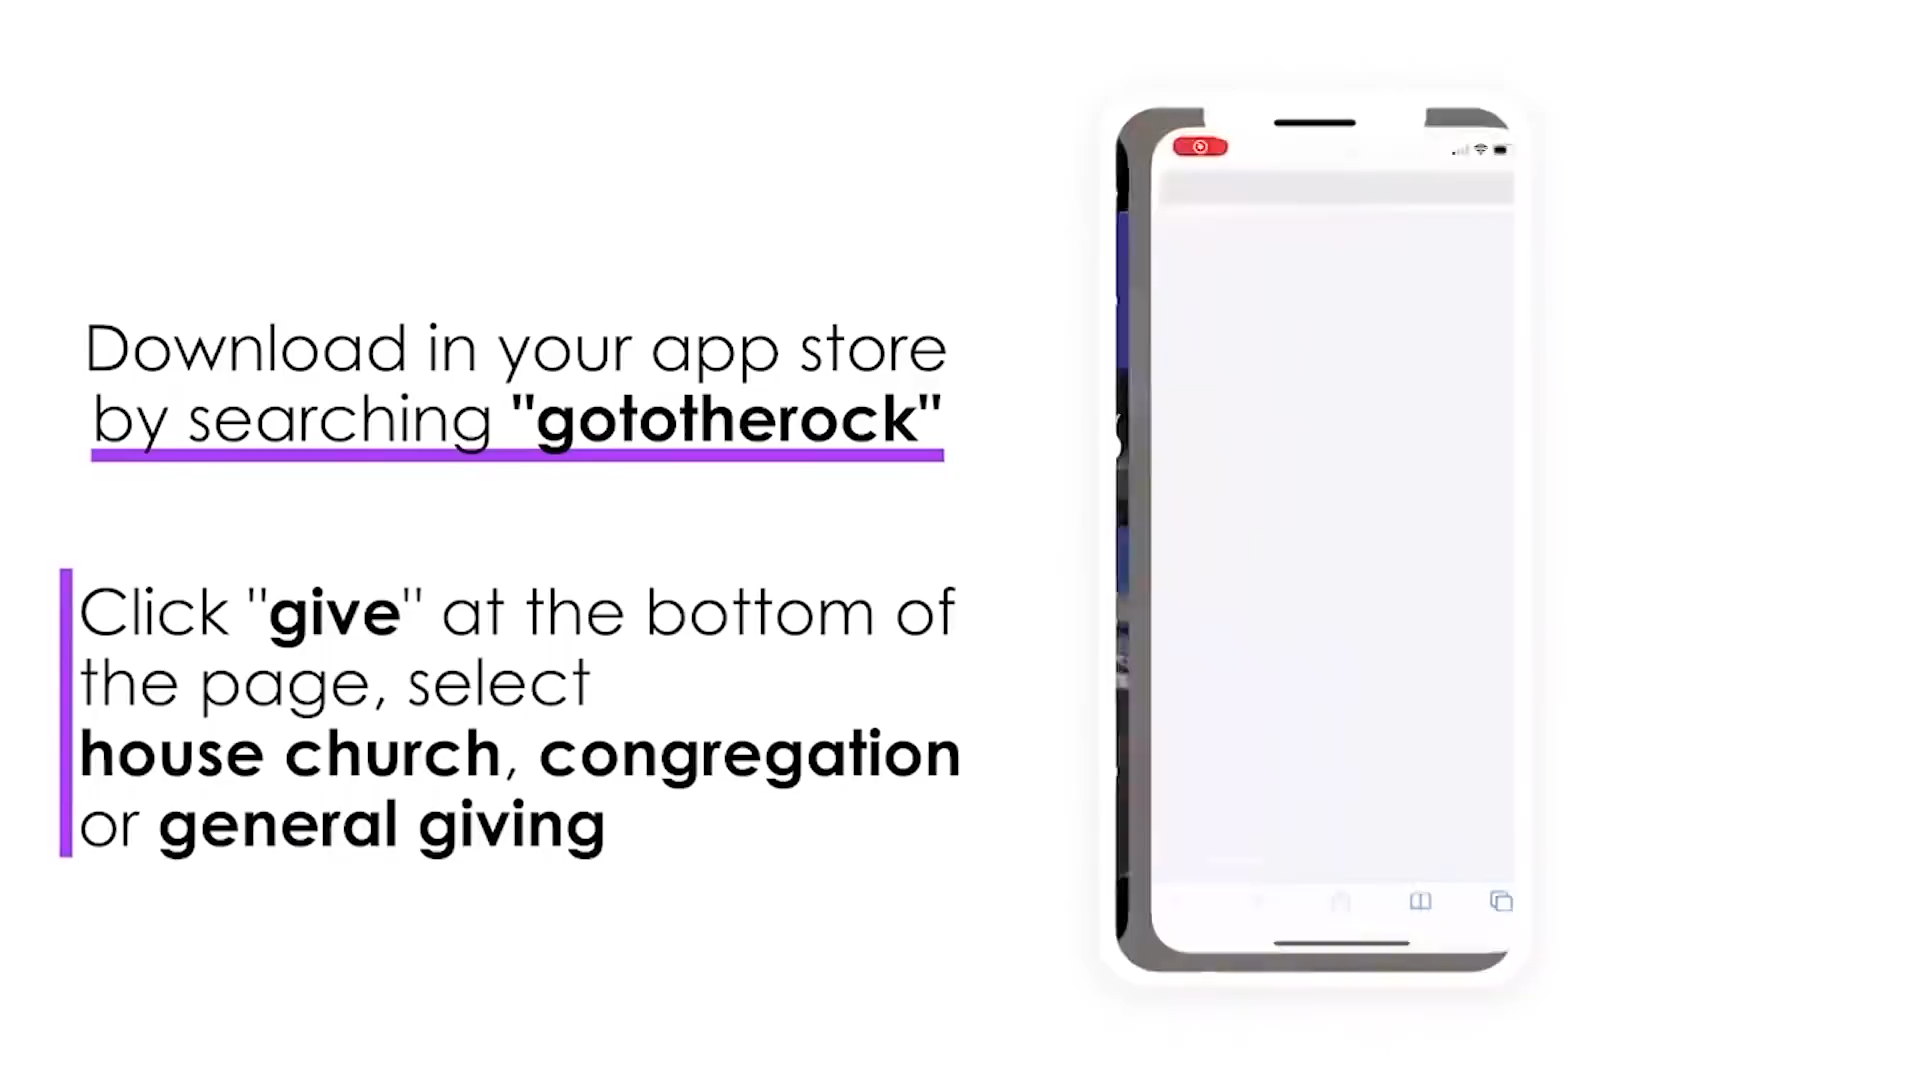 Download in your app store
by searching "gototherock"
Click "give" at the bottom of
the page, select
house church, congregation
or general giving